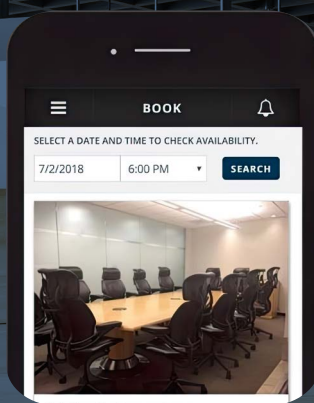 BOOK
SELECT A DATE AND TIME TO CHECK AVAILABILITY.
7/2/2018 6:00 PM SEARCH